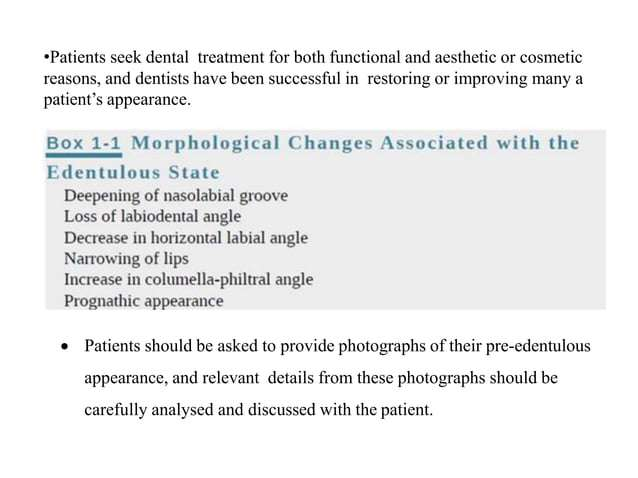 •Patients seek dental treatment for both functional and aesthetic or cosmetic
reasons, and dentists have been successful in restoring or improving many a
patient's appearance.
Box 1-1 Morphological Changes Associated with the
Edentulous State
Deepening of nasolabial groove
Loss of labiodental angle
Decrease in horizontal labial angle
Narrowing of lips
Increase in columella-philtral angle
Prognathic appearance
• Patients should be asked to provide photographs of their pre-edentulous
appearance, and relevant details from these photographs should be
carefully analysed and discussed with the patient.